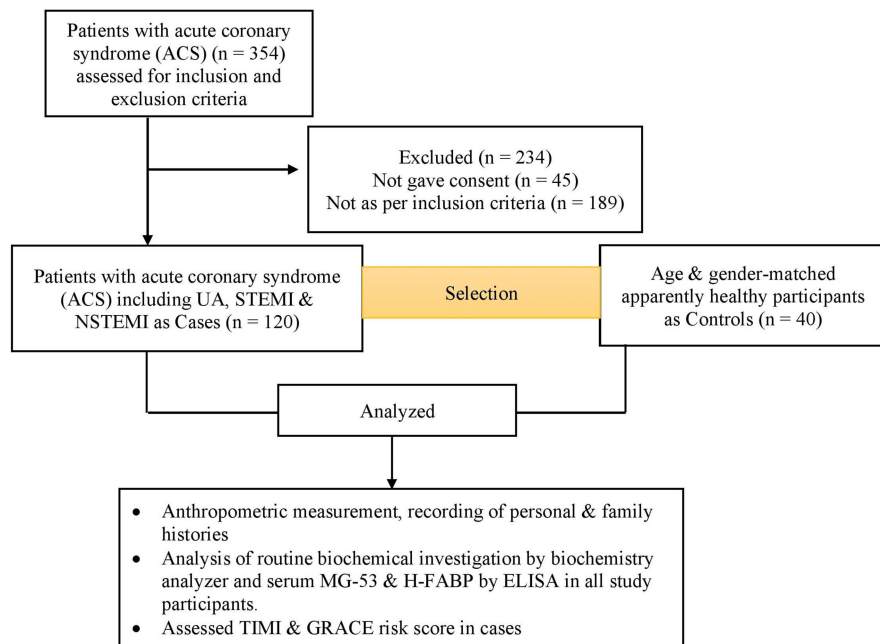 Patients with acute coronary
syndrome (ACS) (n = 354)
assessed for inclusion and
exclusion criteria
Excluded (n = 234)
Not gave consent (n = 45)
Not as per inclusion criteria (n = 189)
Patients with acute coronary syndrome
(ACS) including UA, STEMI &
NSTEMI as Cases (n = 120)
Selection
Age & gender-matched
apparently healthy participants
as Controls (n = 40)
Analyzed
• Anthropometric measurement, recording of personal & family
histories
• Analysis of routine biochemical investigation by biochemistry
analyzer and serum MG-53 & H-FABP by ELISA in all study
participants.
• Assessed TIMI & GRACE risk score in cases